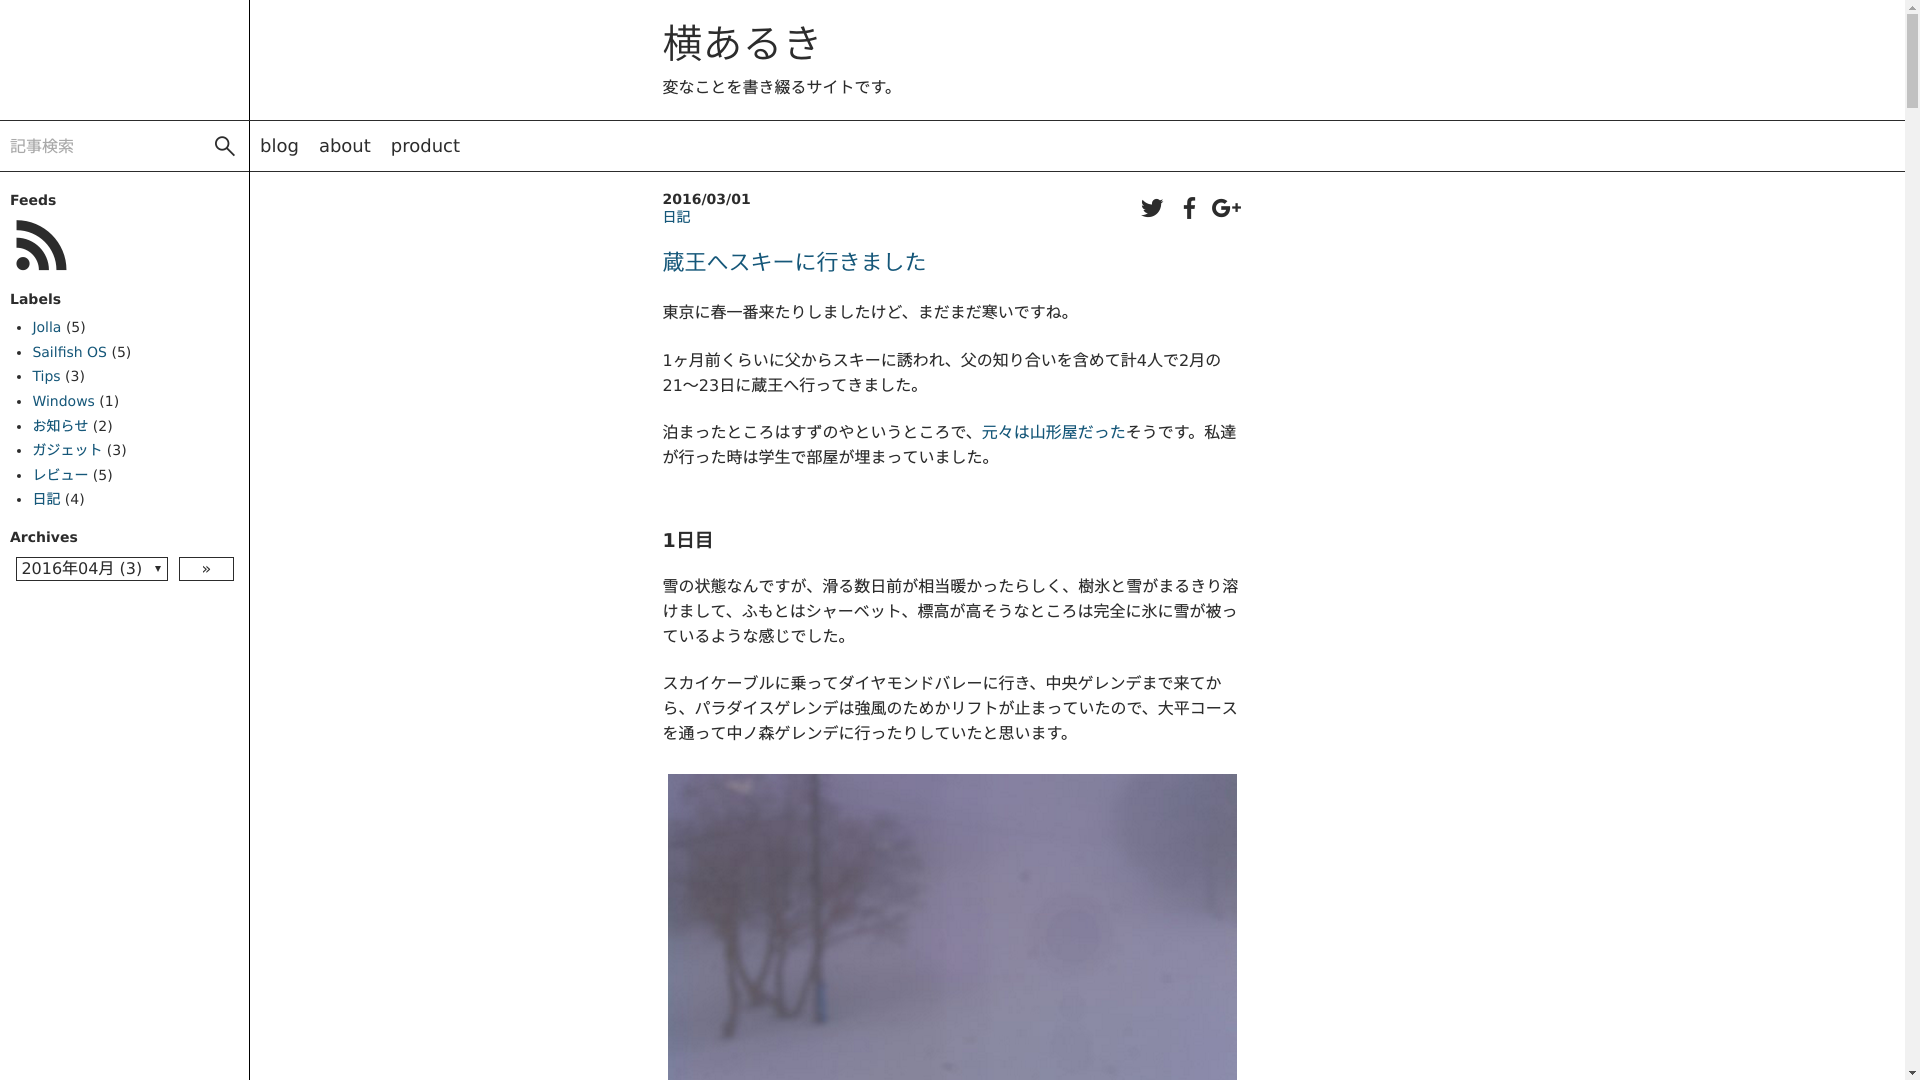 横あるき
変なことを書き綴るサイトです。
記事検索
blog about product
Feeds
Labels
Jolla (5)
Sailfish OS (5)
Tips (3)
Windows (1)
お知らせ (2)
ガジェット (3)
レビュー (5)
日記 (4)
Archives
2016年04月 (3) ▾ »
2016/03/01
日記
G+
蔵王へスキーに行きました
東京に春一番来たりしましたけど、まだまだ寒いですね。
1ヶ月前くらいに父からスキーに誘われ、父の知り合いを含めて計4人で2月の
21〜23日に蔵王へ行ってきました。
泊まったところはすずのやというところで、元々は山形屋だったそうです。私達
が行った時は学生で部屋が埋まっていました。
1日目
雪の状態なんですが、滑る数日前が相当暖かったらしく、樹氷と雪がまるきり溶
けまして、ふもとはシャーベット、標高が高そうなところは完全に氷に雪が被っ
ているような感じでした。
スカイケーブルに乗ってダイヤモンドバレーに行き、中央ゲレンデまで来てか
ら、パラダイスゲレンデは強風のためかリフトが止まっていたので、大平コース
を通って中ノ森ゲレンデに行ったりしていたと思います。